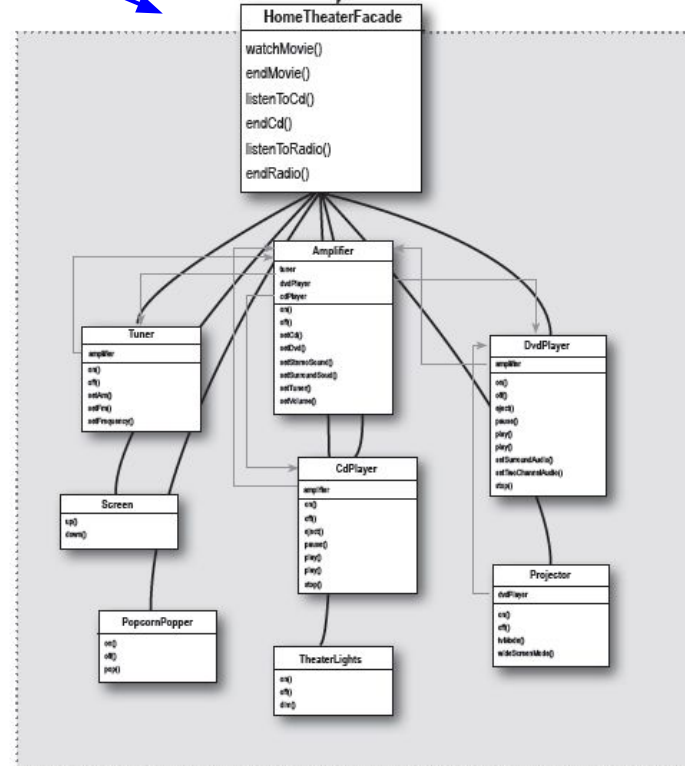 HomeTheaterFacade
watchMovie()
endMovie()
listenToCd()
endCd()
listenToRadio()
endRadio()
Amplifier
tuner
dvdPlayer
cdPlayer
on()
off()
setCd()
setDvd()
setStereoSound()
setSurroundSoud()
setTuner()
setVolume()
Tuner
amplifier
on()
off()
setAm()
setFm()
setFrequency()
DvdPlayer
amplifier
on()
off()
eject()
pause()
play()
play()
setSurroundAudio()
setTwoChannelAudio()
stop()
CdPlayer
amplifier
on()
off()
eject()
pause()
play()
play()
stop()
Screen
up()
down()
Projector
dvdPlayer
on()
off()
tvMode()
wideScreenMode()
PopcornPopper
on()
off()
pop()
TheaterLights
on()
off()
dim()